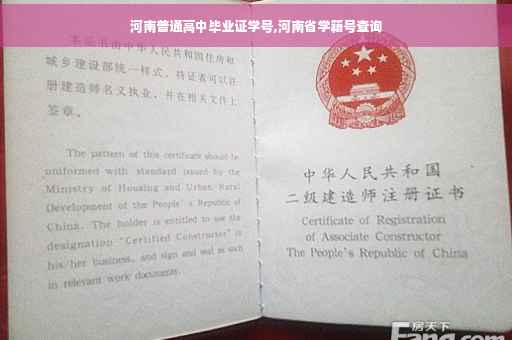 河南普通高中毕业证学号,河南省学籍号查询
本证书由中华人民共和国住房和
城乡建设部统一样式，持证者可以注
册建造师名义执业，并在相关文件上
签章。
The pattern of this certificate should be
uniformed with standard issued by the
Ministry of Housing and Urban Rural
Development of the People's Republic of
China. The holder is entitled to use the
designation "Certified Constructor" in
his/her business, and sign and seal as such
in relevant work documents.
中华人民共和国
二级建造师注册证书
Certificate of Registration
of Associate Constructor
The People's Republic of China
房天下
Fang.com